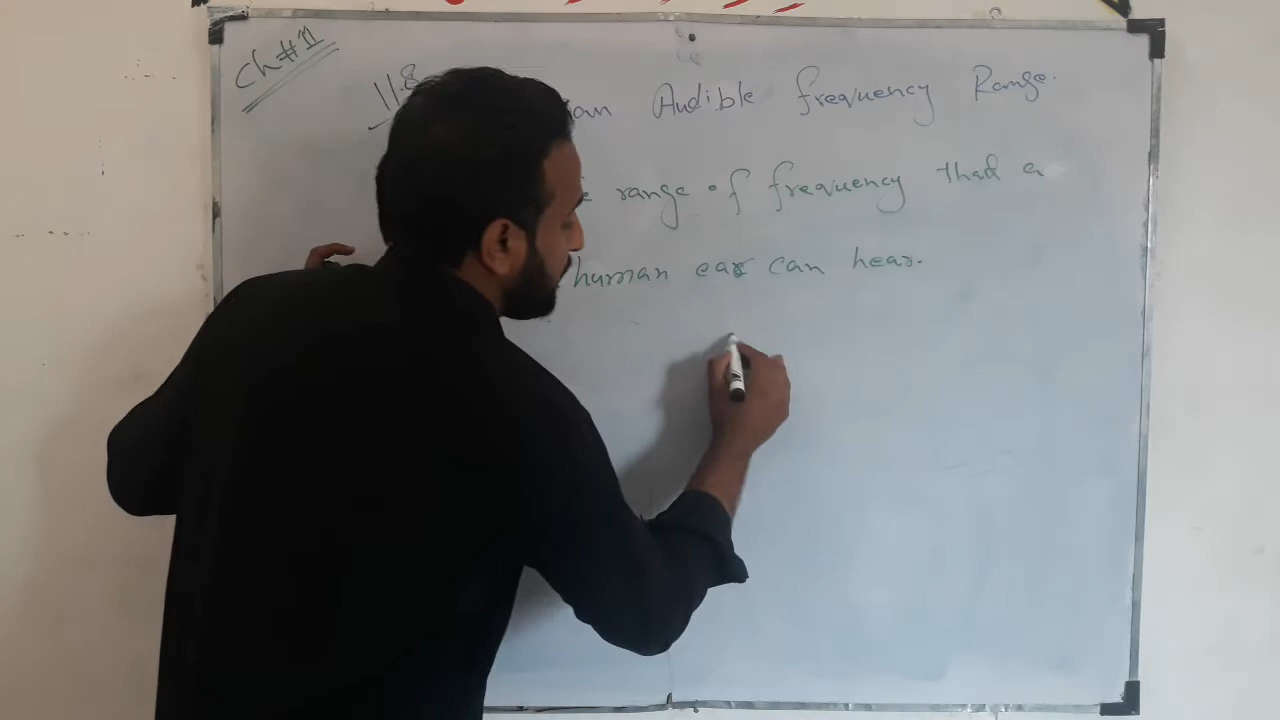 Ch#11
11.8 an Audible frequency Range.
e range of frequency that a
human ear can hear.